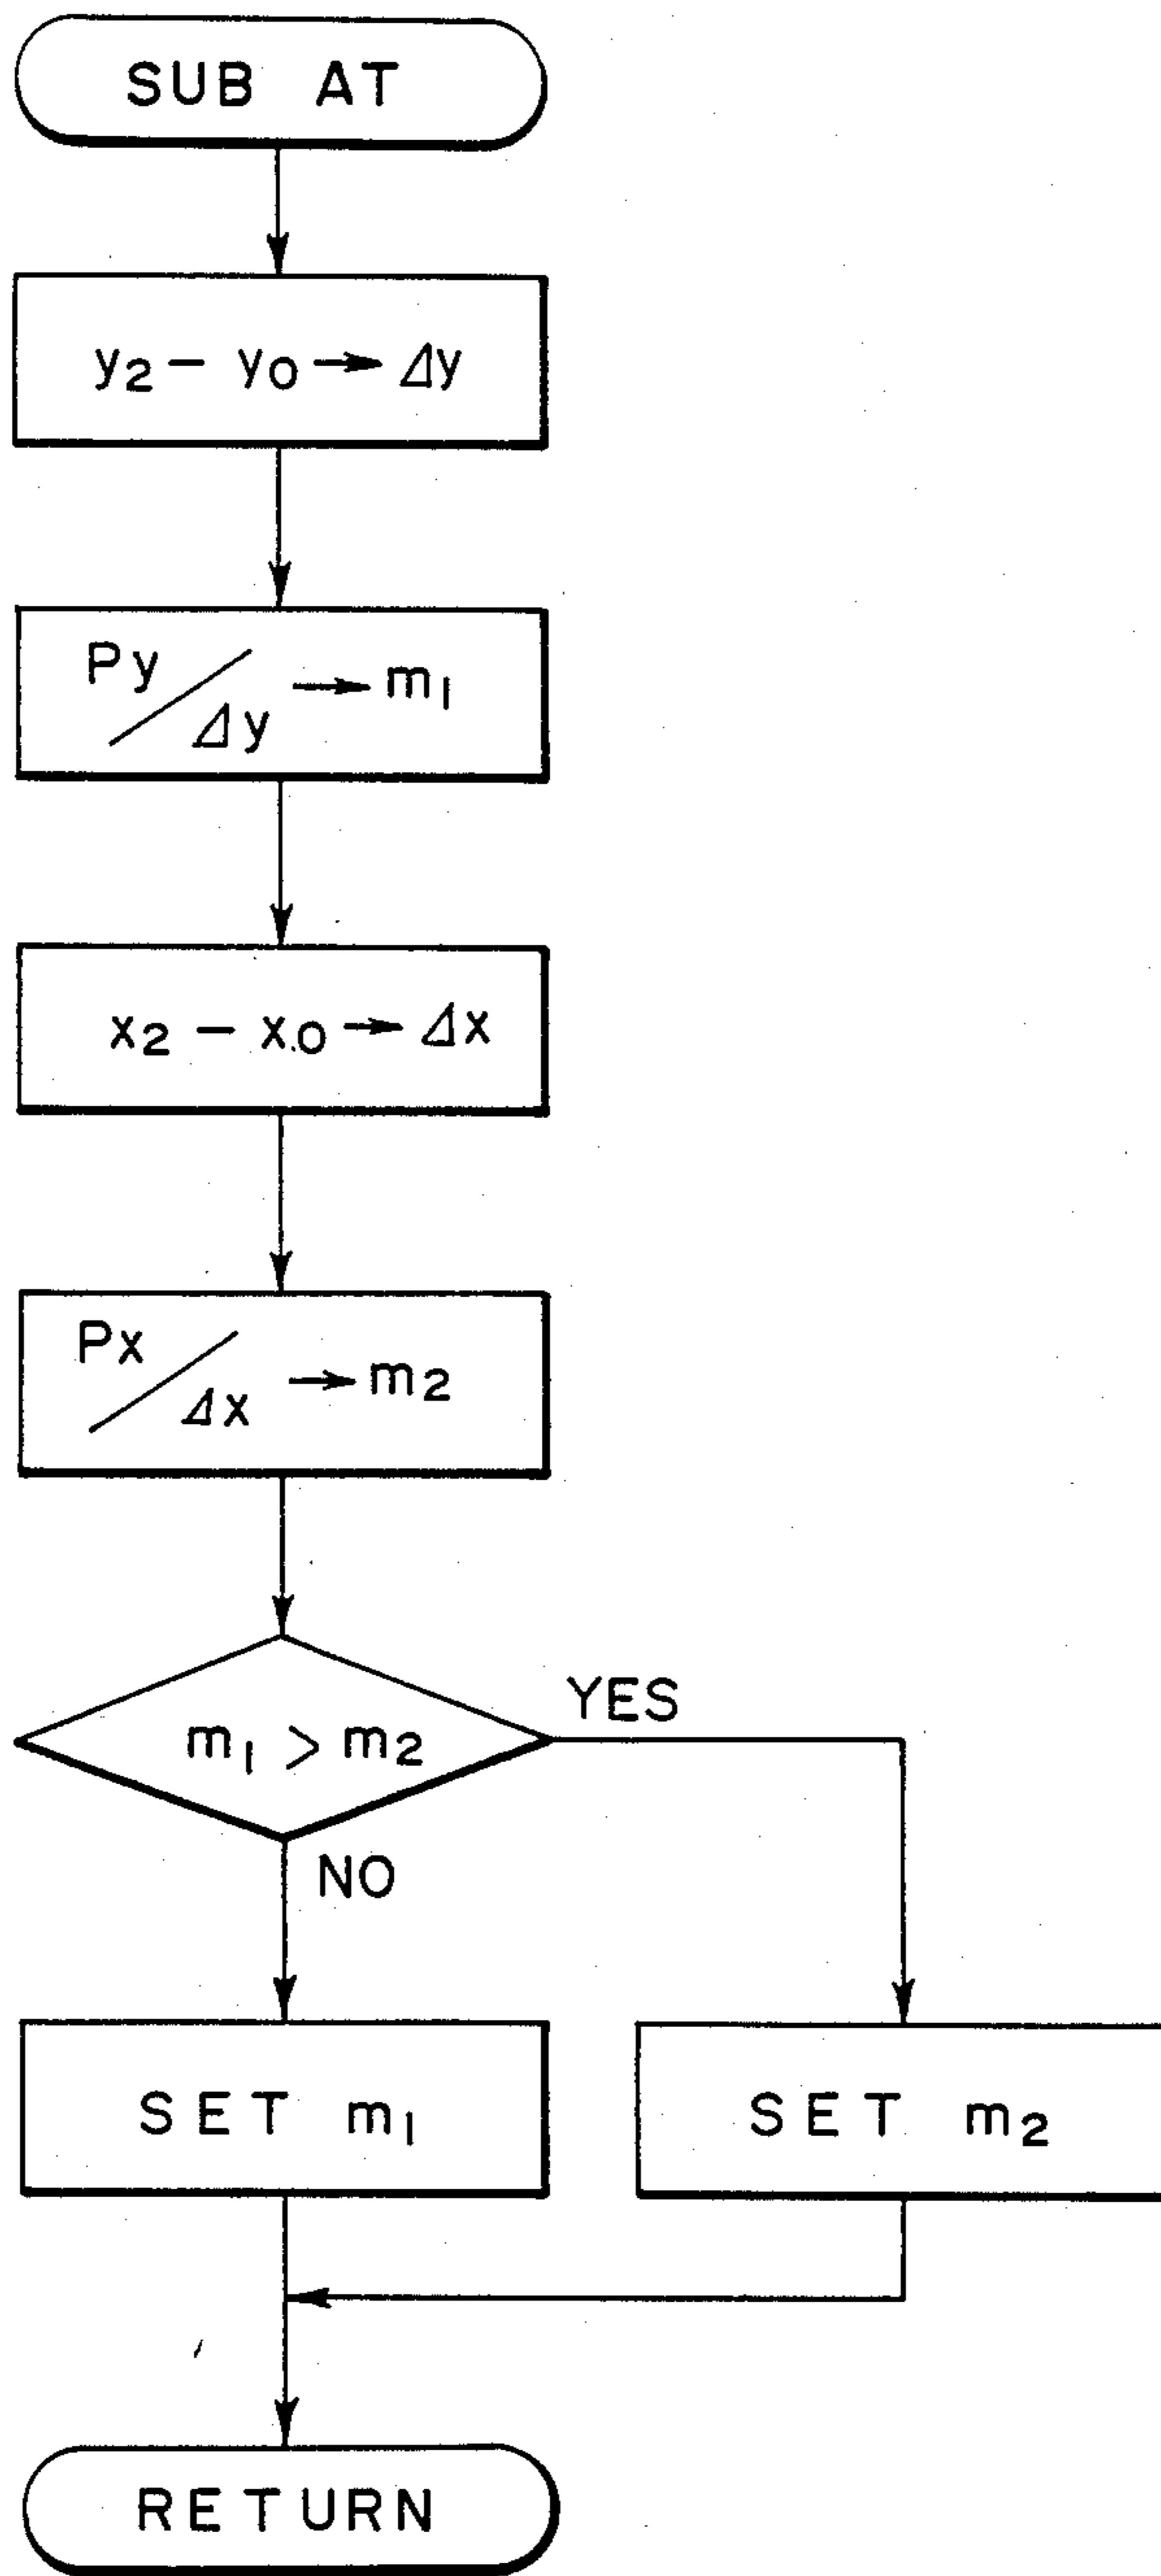 SUB AT
y₂ − y₀ → Δy
Py/Δy → m₁
x₂ − x₀ → Δx
Px/Δx → m₂
m₁ > m₂
YES
NO
SET m₁
SET m₂
RETURN